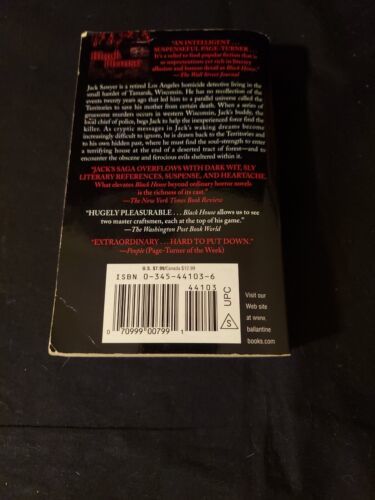 "AN INTELLIGENT
SUSPENSEFUL PAGE-TURNER
It's a relief to find popular fiction that is
as unpretentious yet rich in literary
allusion and human detail as Black House."
—The Wall Street Journal
Black
House
Jack Sawyer is a retired Los Angeles homicide detective living in the
small hamlet of Tamarak, Wisconsin. He has no recollection of the
events twenty years ago that led him to a parallel universe called the
Territories to save his mother from certain death. When a series of
gruesome murders occurs in western Wisconsin, Jack's buddy, the
local chief of police, begs Jack to help the inexperienced force find the
killer. As cryptic messages in Jack's waking dreams become
increasingly difficult to ignore, he is drawn back to the Territories and
to his own hidden past, where he must find the soul-strength to enter
a terrifying house at the end of a deserted tract of forest—and to
encounter the obscene and ferocious evils sheltered within it.
"JACK'S SAGA OVERFLOWS WITH DARK WIT, SLY
LITERARY REFERENCES, SUSPENSE, AND HEARTACHE.
What elevates Black House beyond ordinary horror novels
is the richness of its cast."
—The New York Times Book Review
"HUGELY PLEASURABLE . . . Black House allows us to see
two master craftsmen, each at the top of his game."
—The Washington Post Book World
"EXTRAORDINARY . . . HARD TO PUT DOWN."
—People (Page-Turner of the Week)
U.S. $7.99/Canada $12.99
ISBN 0-345-44103-6
44103
0 70999 00799 1
UPC
S
Visit our
Web site
at www.
ballantine
books.com